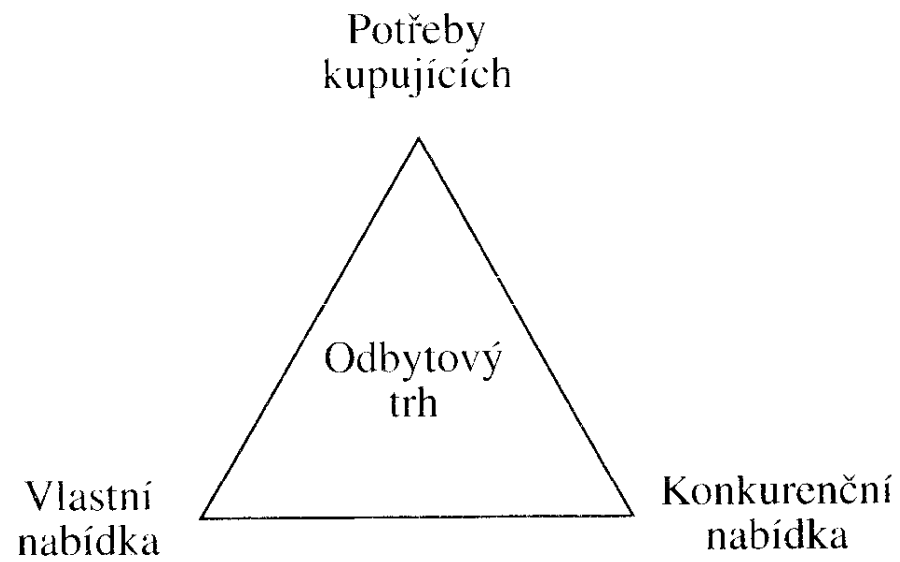 Potřeby
kupujících
Odbytový
trh
Vlastní
nabídka
Konkurenční
nabídka